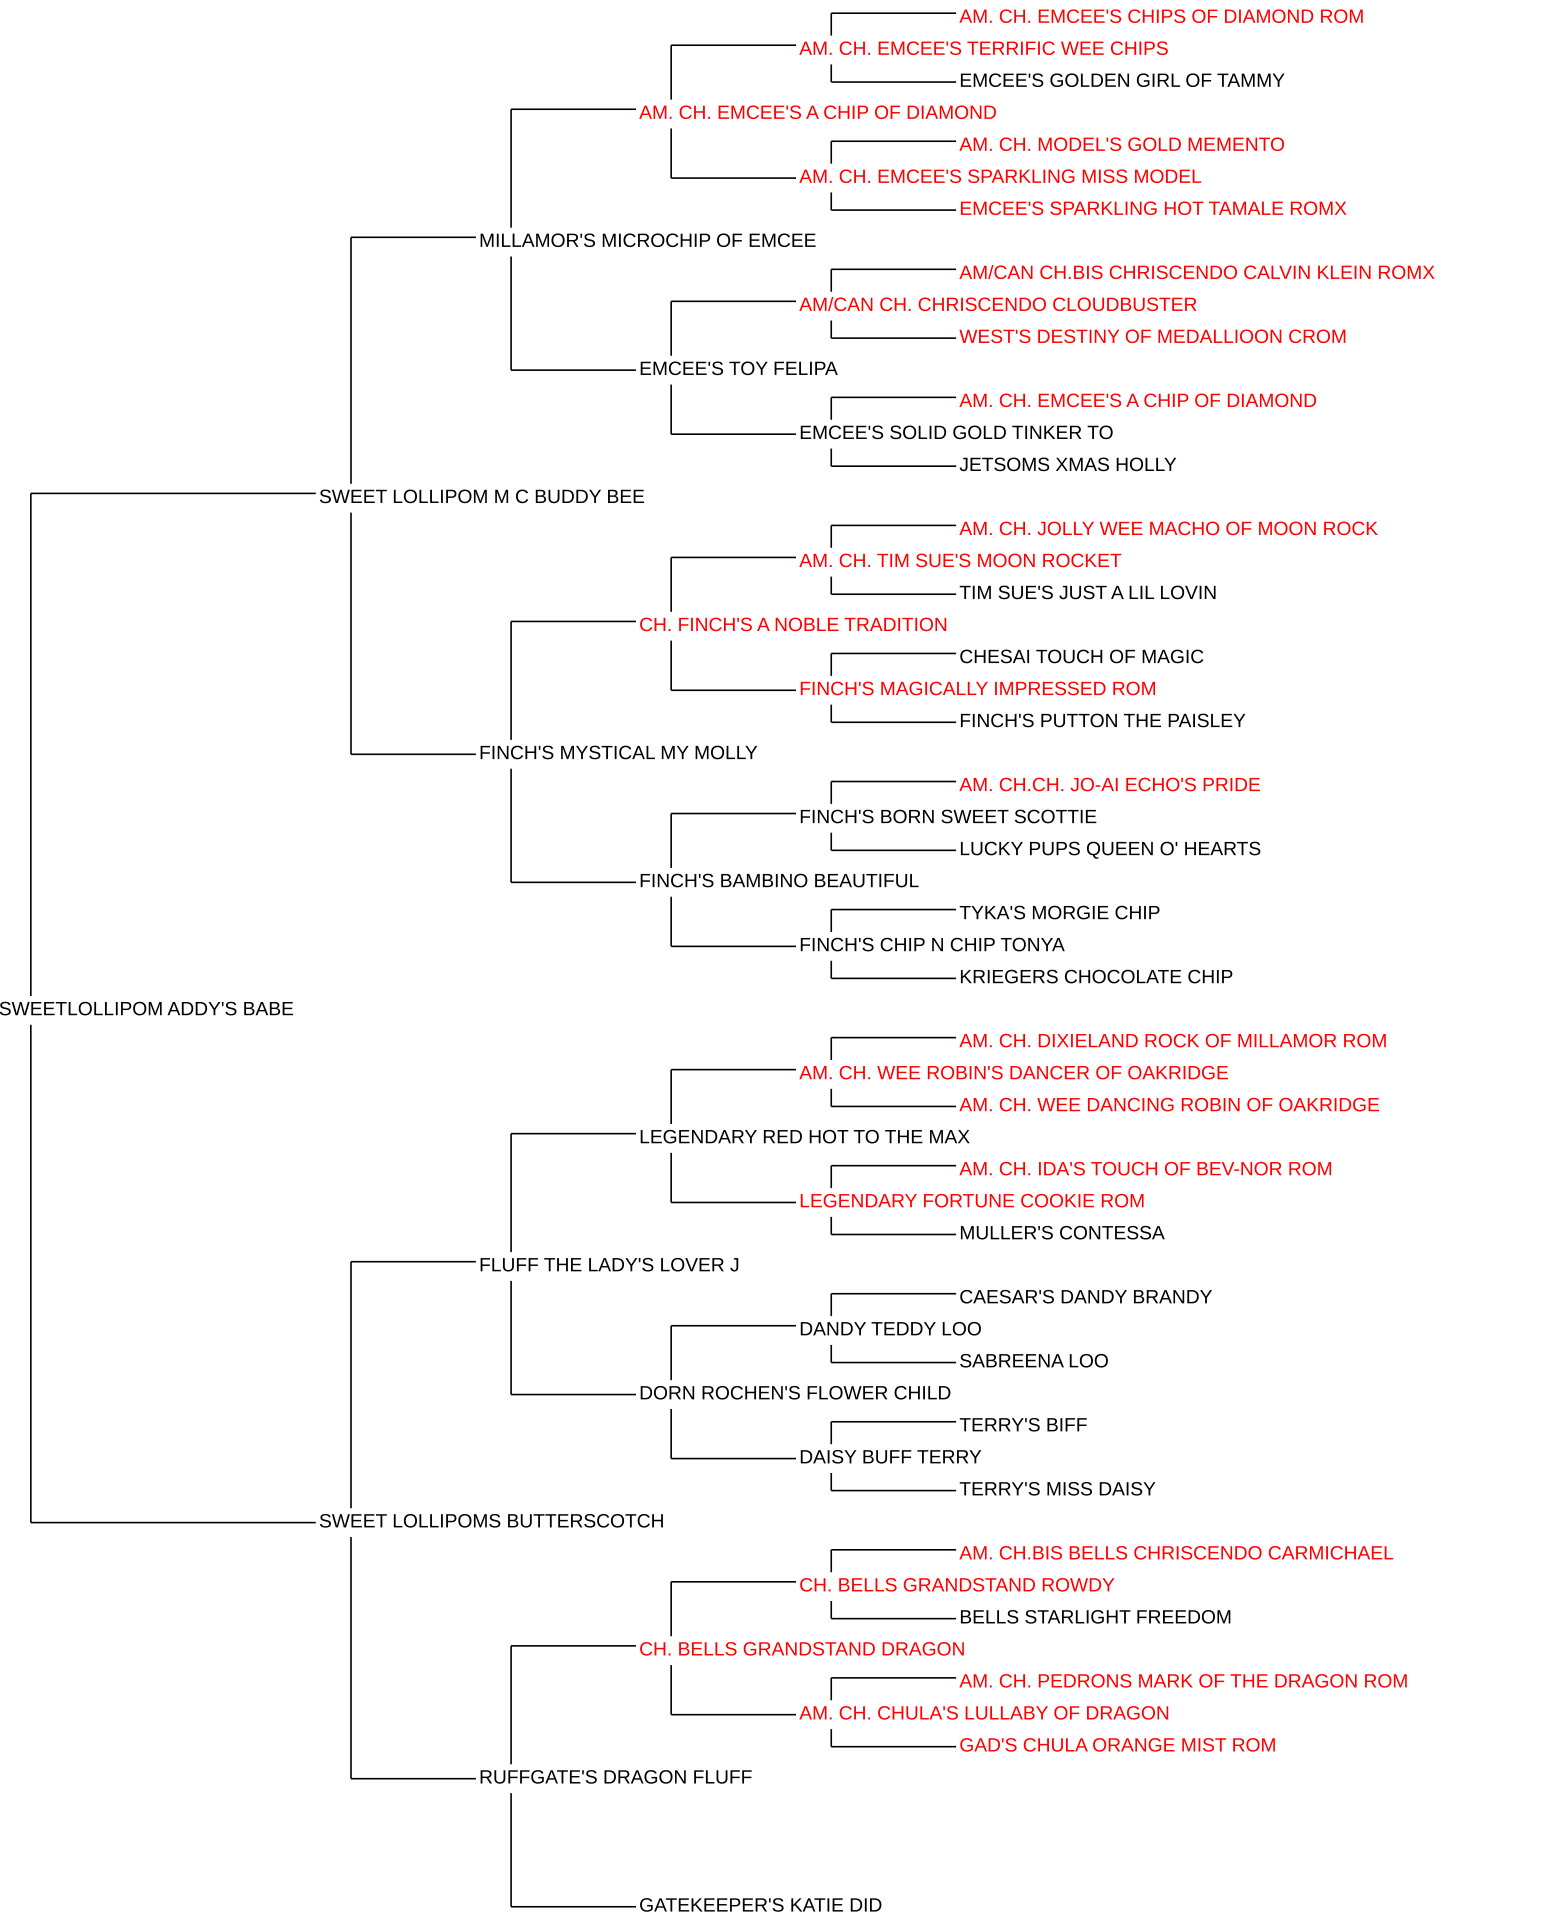 AM. CH. EMCEE'S CHIPS OF DIAMOND ROM
AM. CH. EMCEE'S TERRIFIC WEE CHIPS
EMCEE'S GOLDEN GIRL OF TAMMY
AM. CH. EMCEE'S A CHIP OF DIAMOND
AM. CH. MODEL'S GOLD MEMENTO
AM. CH. EMCEE'S SPARKLING MISS MODEL
EMCEE'S SPARKLING HOT TAMALE ROMX
MILLAMOR'S MICROCHIP OF EMCEE
AM/CAN CH.BIS CHRISCENDO CALVIN KLEIN ROMX
AM/CAN CH. CHRISCENDO CLOUDBUSTER
WEST'S DESTINY OF MEDALLIOON CROM
EMCEE'S TOY FELIPA
AM. CH. EMCEE'S A CHIP OF DIAMOND
EMCEE'S SOLID GOLD TINKER TO
JETSOMS XMAS HOLLY
SWEET LOLLIPOM M C BUDDY BEE
AM. CH. JOLLY WEE MACHO OF MOON ROCK
AM. CH. TIM SUE'S MOON ROCKET
TIM SUE'S JUST A LIL LOVIN
CH. FINCH'S A NOBLE TRADITION
CHESAI TOUCH OF MAGIC
FINCH'S MAGICALLY IMPRESSED ROM
FINCH'S PUTTON THE PAISLEY
FINCH'S MYSTICAL MY MOLLY
AM. CH.CH. JO-AI ECHO'S PRIDE
FINCH'S BORN SWEET SCOTTIE
LUCKY PUPS QUEEN O' HEARTS
FINCH'S BAMBINO BEAUTIFUL
TYKA'S MORGIE CHIP
FINCH'S CHIP N CHIP TONYA
KRIEGERS CHOCOLATE CHIP
SWEETLOLLIPOM ADDY'S BABE
AM. CH. DIXIELAND ROCK OF MILLAMOR ROM
AM. CH. WEE ROBIN'S DANCER OF OAKRIDGE
AM. CH. WEE DANCING ROBIN OF OAKRIDGE
LEGENDARY RED HOT TO THE MAX
AM. CH. IDA'S TOUCH OF BEV-NOR ROM
LEGENDARY FORTUNE COOKIE ROM
MULLER'S CONTESSA
FLUFF THE LADY'S LOVER J
CAESAR'S DANDY BRANDY
DANDY TEDDY LOO
SABREENA LOO
DORN ROCHEN'S FLOWER CHILD
TERRY'S BIFF
DAISY BUFF TERRY
TERRY'S MISS DAISY
SWEET LOLLIPOMS BUTTERSCOTCH
AM. CH.BIS BELLS CHRISCENDO CARMICHAEL
CH. BELLS GRANDSTAND ROWDY
BELLS STARLIGHT FREEDOM
CH. BELLS GRANDSTAND DRAGON
AM. CH. PEDRONS MARK OF THE DRAGON ROM
AM. CH. CHULA'S LULLABY OF DRAGON
GAD'S CHULA ORANGE MIST ROM
RUFFGATE'S DRAGON FLUFF
GATEKEEPER'S KATIE DID